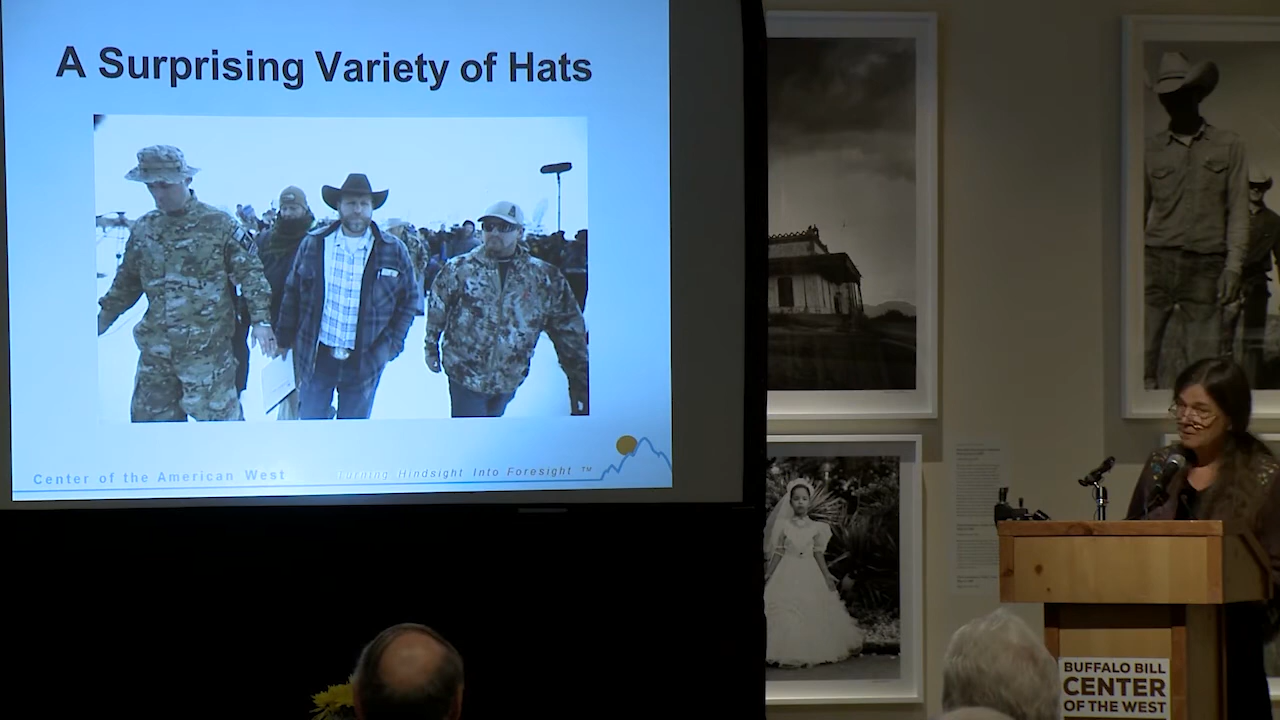 A Surprising Variety of Hats
Center of the American West
Turning Hindsight Into Foresight ™
BUFFALO BILL
CENTER
OF THE WEST